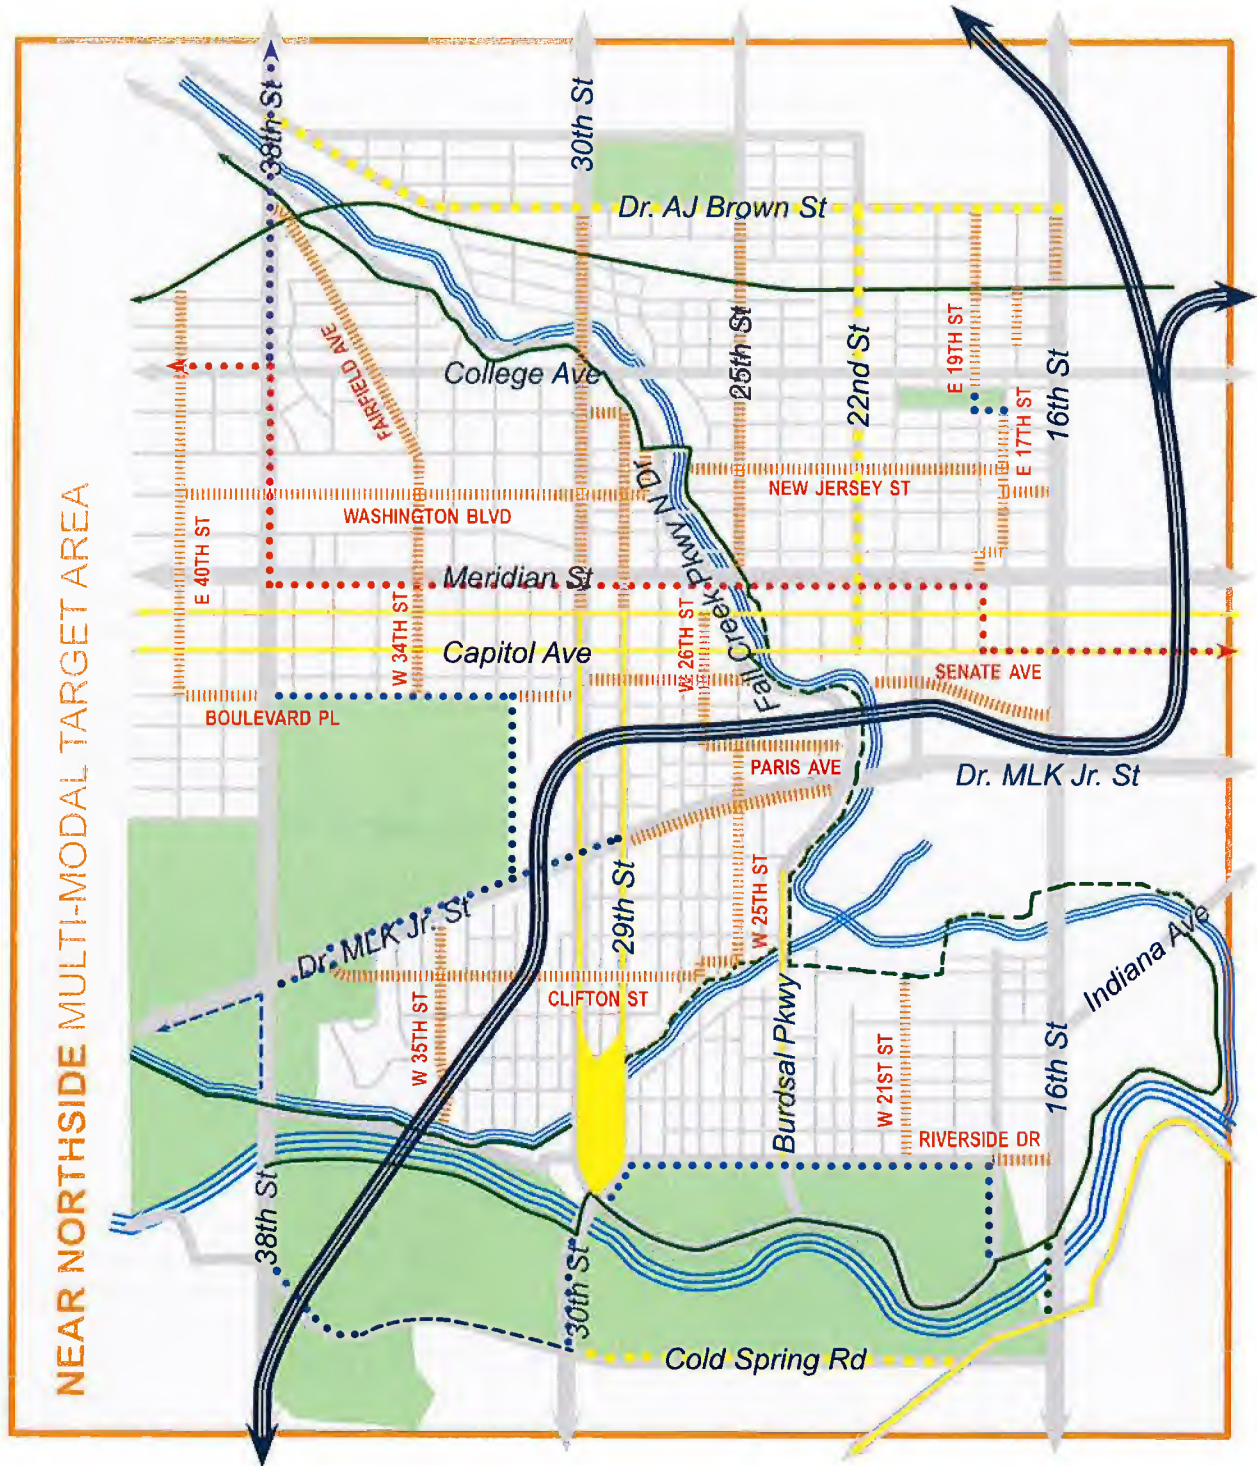 NEAR NORTHSIDE MULTI-MODAL TARGET AREA
38th St
30th St
Dr. AJ Brown St
FAIRFIELD AVE
College Ave
25th St
22nd St
E 19TH ST
16th St
E 17TH ST
NEW JERSEY ST
WASHINGTON BLVD
E 40TH ST
Fall Creek Pkwy N Dr
Meridian St
W 34TH ST
Capitol Ave
W 26TH ST
SENATE AVE
BOULEVARD PL
PARIS AVE
Dr. MLK Jr. St
29th St
W 25TH ST
Dr. MLK Jr. St
CLIFTON ST
Indiana Ave
W 35TH ST
Burdsal Pkwy
W 21ST ST
16th St
RIVERSIDE DR
38th St
30th St
Cold Spring Rd